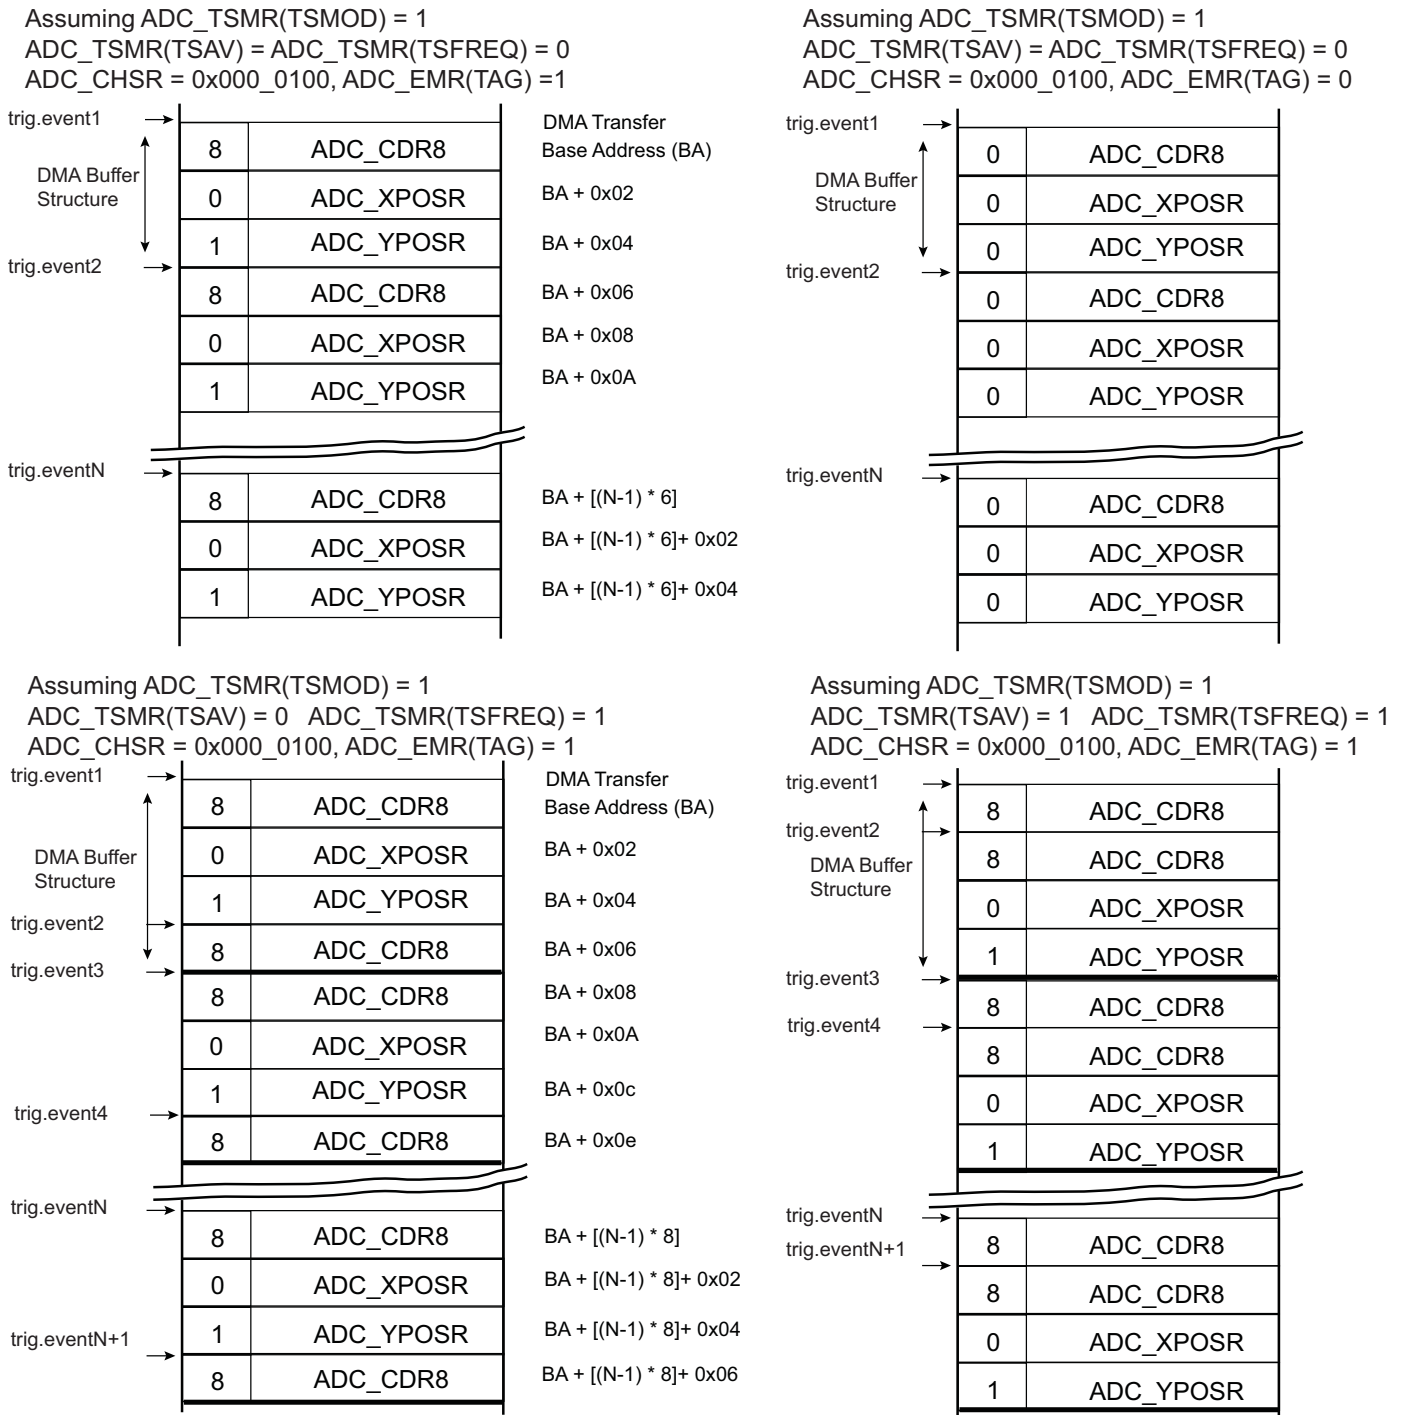 Assuming ADC_TSMR(TSMOD) = 1
ADC_TSMR(TSAV) = ADC_TSMR(TSFREQ) = 0
ADC_CHSR = 0x000_0100, ADC_EMR(TAG) =1
trig.event1
DMA Transfer
8 ADC_CDR8 Base Address (BA)
DMA Buffer
Structure
0 ADC_XPOSR BA + 0x02
1 ADC_YPOSR BA + 0x04
trig.event2
8 ADC_CDR8 BA + 0x06
0 ADC_XPOSR BA + 0x08
1 ADC_YPOSR BA + 0x0A
trig.eventN
8 ADC_CDR8 BA + [(N-1) * 6]
0 ADC_XPOSR BA + [(N-1) * 6]+ 0x02
1 ADC_YPOSR BA + [(N-1) * 6]+ 0x04
Assuming ADC_TSMR(TSMOD) = 1
ADC_TSMR(TSAV) = ADC_TSMR(TSFREQ) = 0
ADC_CHSR = 0x000_0100, ADC_EMR(TAG) = 0
trig.event1
0 ADC_CDR8
DMA Buffer
Structure
0 ADC_XPOSR
0 ADC_YPOSR
trig.event2
0 ADC_CDR8
0 ADC_XPOSR
0 ADC_YPOSR
trig.eventN
0 ADC_CDR8
0 ADC_XPOSR
0 ADC_YPOSR
Assuming ADC_TSMR(TSMOD) = 1
ADC_TSMR(TSAV) = 0 ADC_TSMR(TSFREQ) = 1
ADC_CHSR = 0x000_0100, ADC_EMR(TAG) = 1
trig.event1
DMA Transfer
8 ADC_CDR8 Base Address (BA)
DMA Buffer
Structure
0 ADC_XPOSR BA + 0x02
1 ADC_YPOSR BA + 0x04
trig.event2
8 ADC_CDR8 BA + 0x06
trig.event3
8 ADC_CDR8 BA + 0x08
0 ADC_XPOSR BA + 0x0A
1 ADC_YPOSR BA + 0x0c
trig.event4
8 ADC_CDR8 BA + 0x0e
trig.eventN
8 ADC_CDR8 BA + [(N-1) * 8]
0 ADC_XPOSR BA + [(N-1) * 8]+ 0x02
1 ADC_YPOSR BA + [(N-1) * 8]+ 0x04
trig.eventN+1
8 ADC_CDR8 BA + [(N-1) * 8]+ 0x06
Assuming ADC_TSMR(TSMOD) = 1
ADC_TSMR(TSAV) = 1 ADC_TSMR(TSFREQ) = 1
ADC_CHSR = 0x000_0100, ADC_EMR(TAG) = 1
trig.event1
8 ADC_CDR8
trig.event2
DMA Buffer
Structure
8 ADC_CDR8
0 ADC_XPOSR
1 ADC_YPOSR
trig.event3
8 ADC_CDR8
trig.event4
8 ADC_CDR8
0 ADC_XPOSR
1 ADC_YPOSR
trig.eventN
8 ADC_CDR8
trig.eventN+1
8 ADC_CDR8
0 ADC_XPOSR
1 ADC_YPOSR